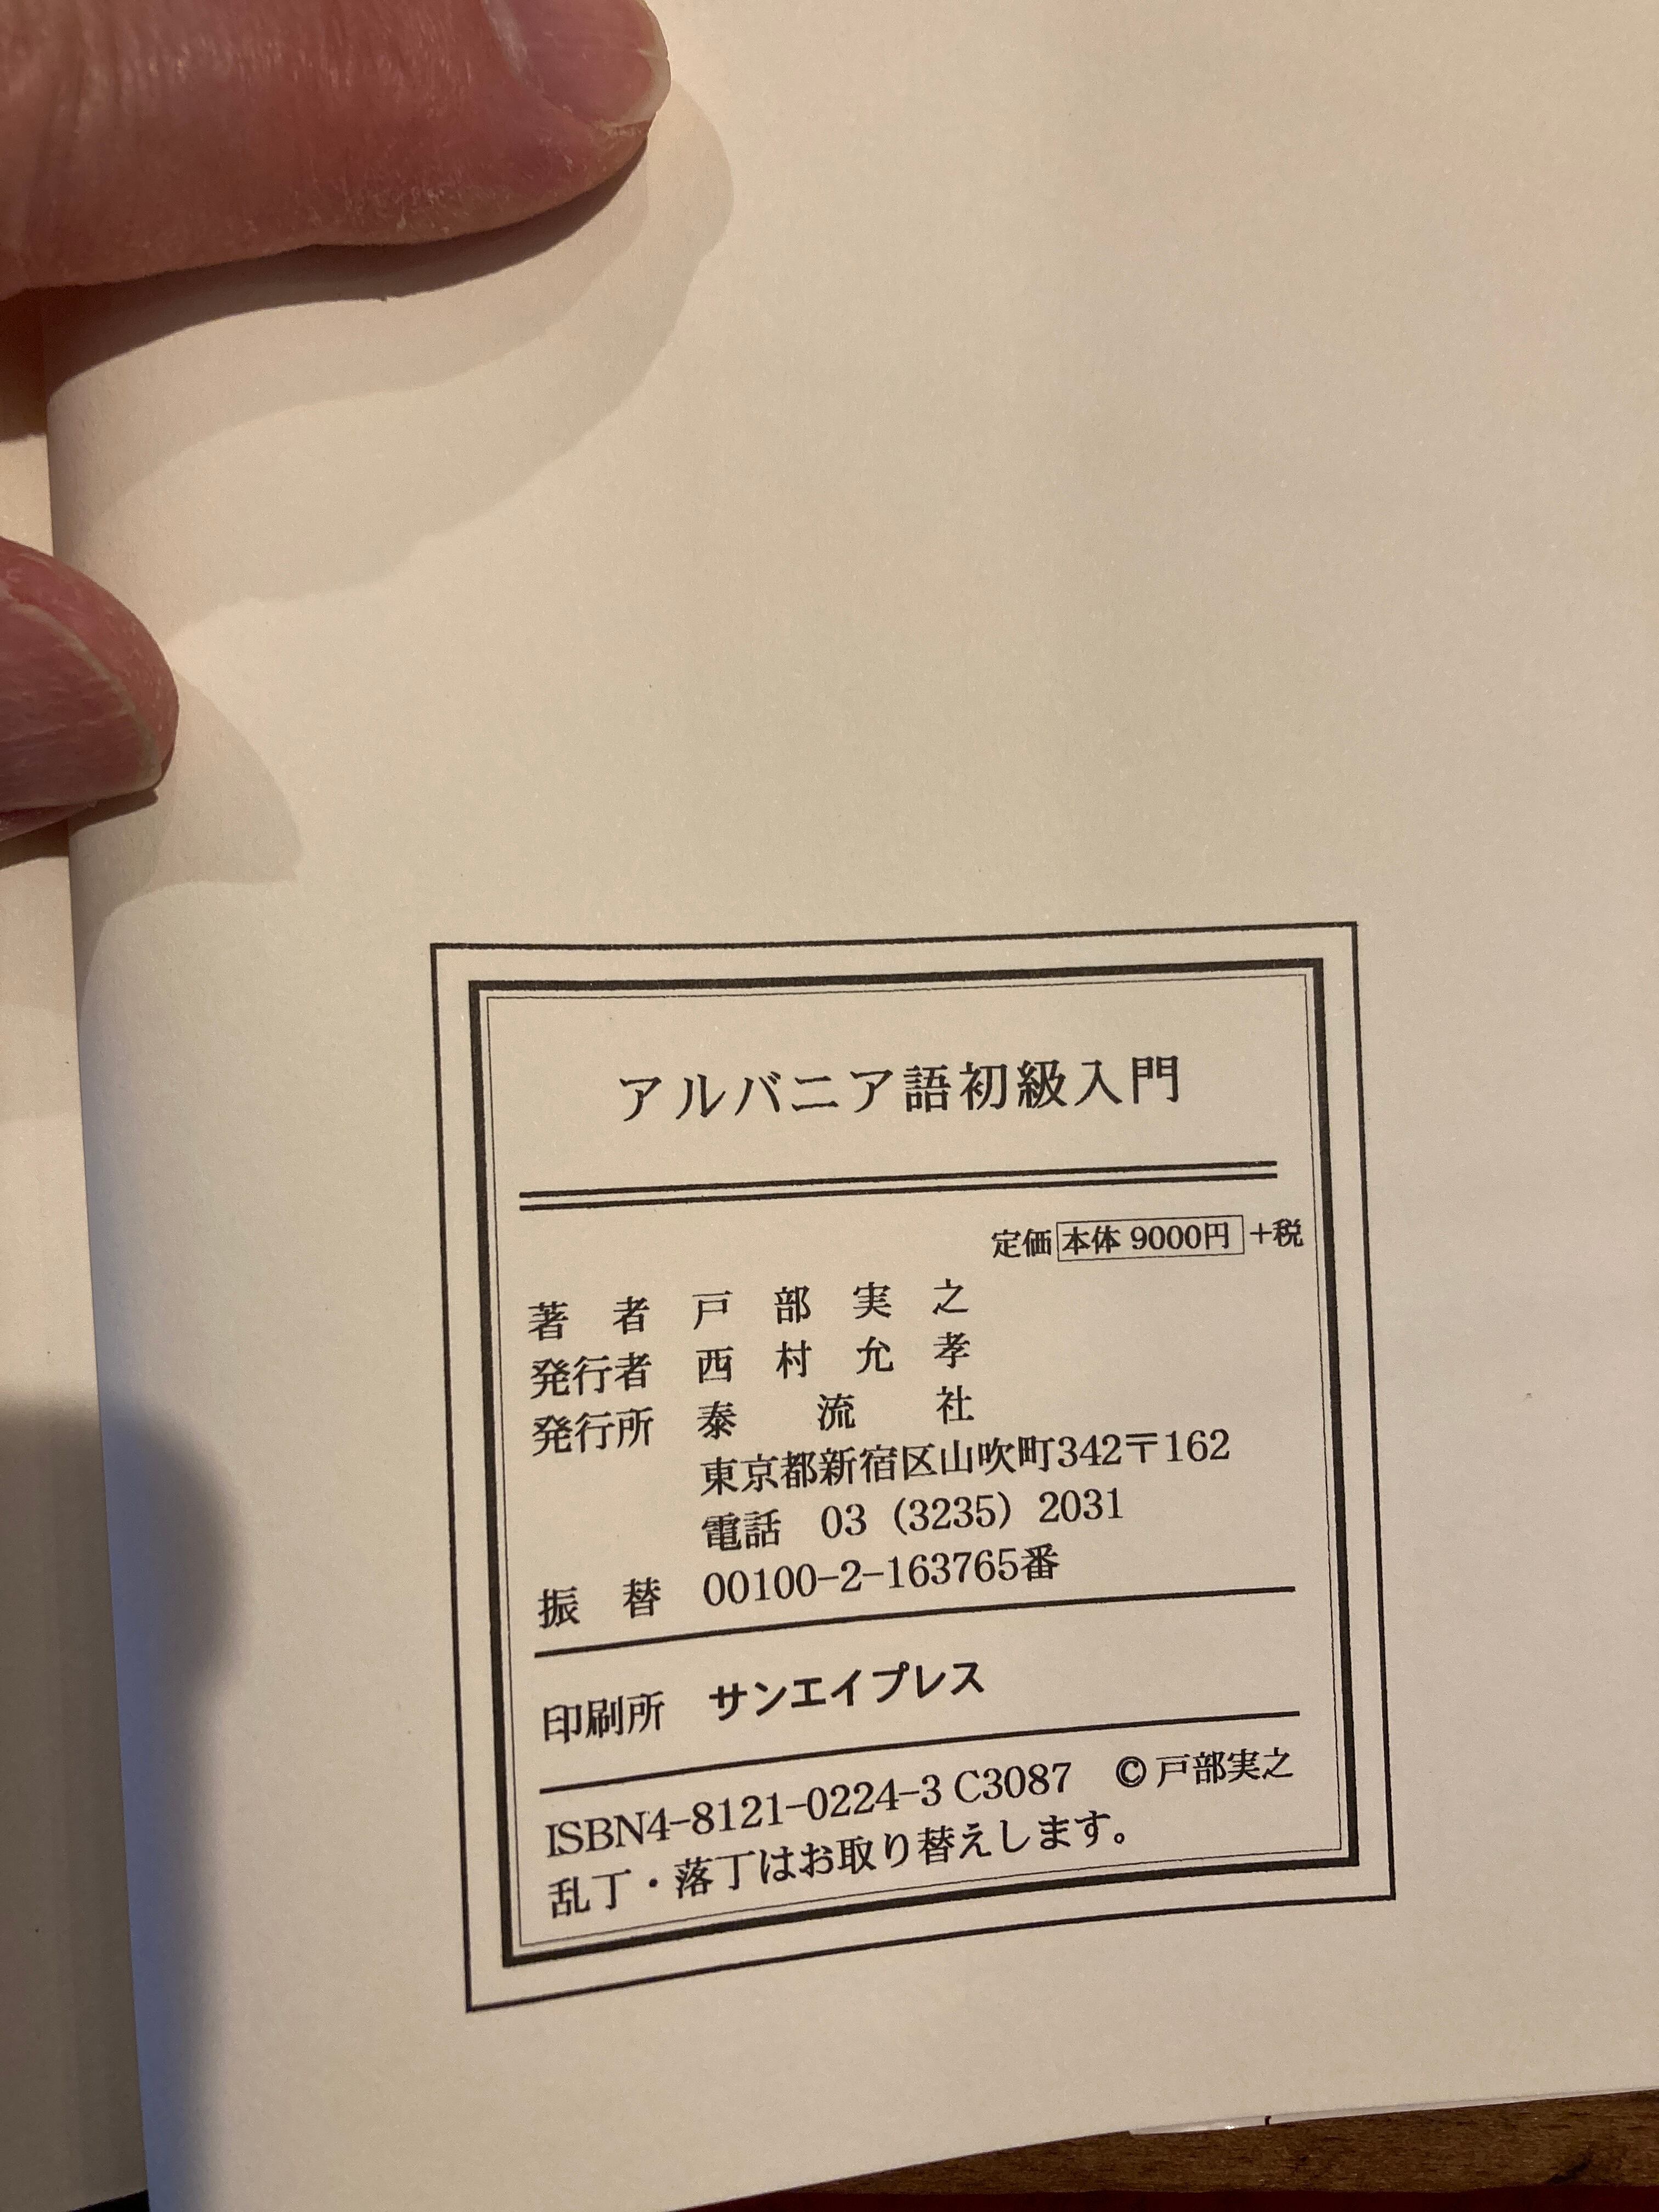 アルバニア語初級入門
定価 本体 9000円 +税
著者 戸部実之
発行者 西村允孝
発行所 泰流社
東京都新宿区山吹町342〒162
電話 03（3235）2031
振替 00100-2-163765番
印刷所 サンエイプレス
ISBN4-8121-0224-3 C3087 ©戸部実之
乱丁・落丁はお取り替えします。